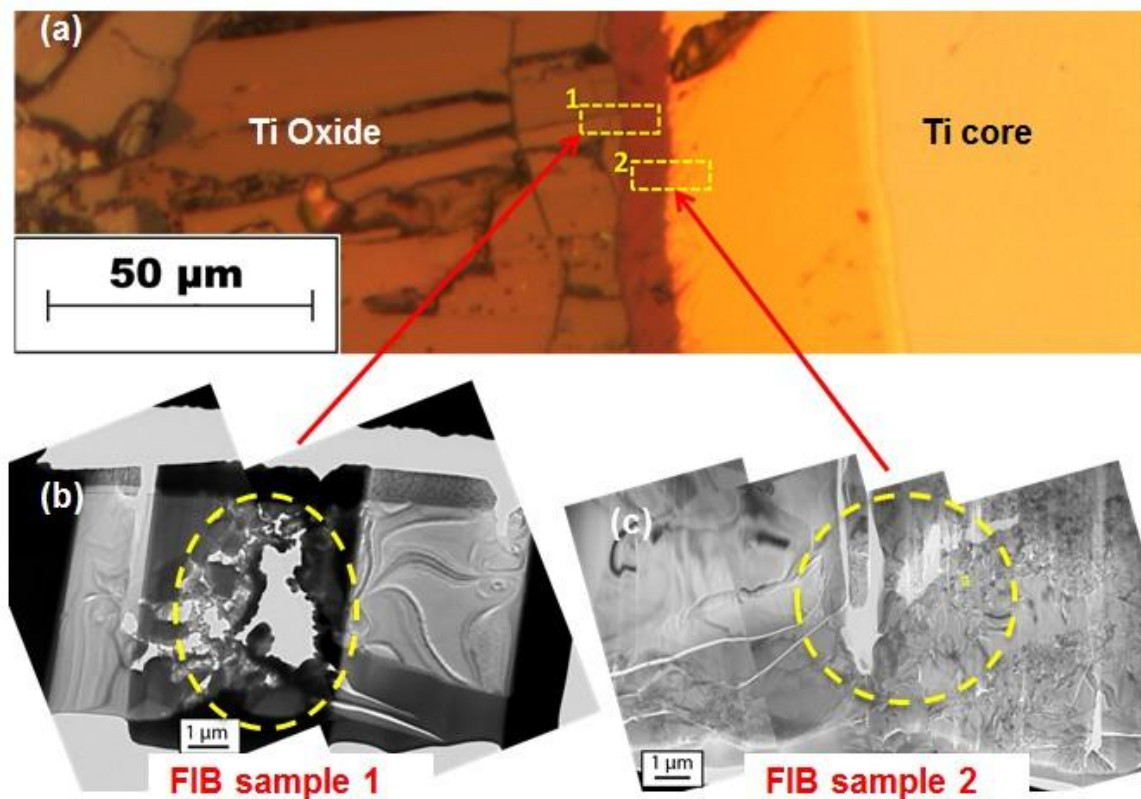 (a)
1
Ti Oxide
Ti core
2
50 µm
(b)
(c)
1 µm
1 µm
FIB sample 1
FIB sample 2